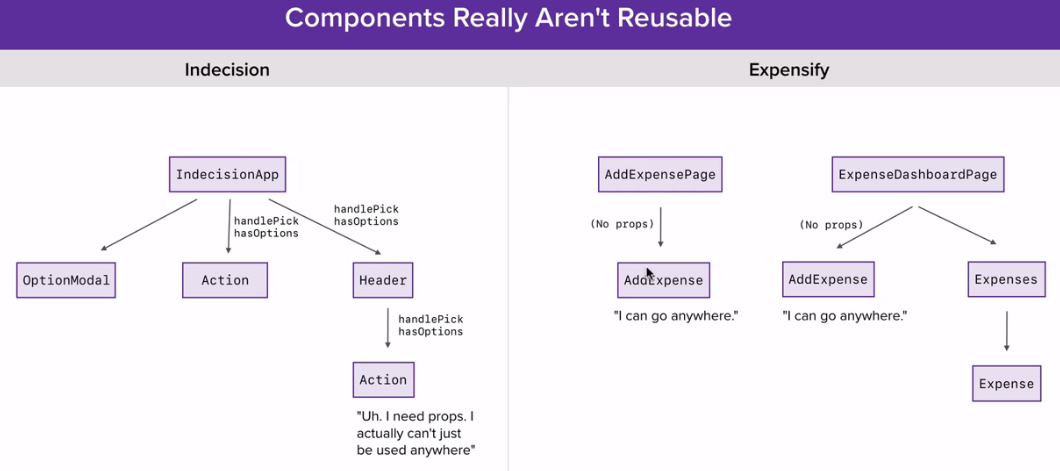 Components Really Aren't Reusable
Indecision
Expensify
IndecisionApp
handlePick
hasOptions
handlePick
hasOptions
OptionModal
Action
Header
handlePick
hasOptions
Action
"Uh. I need props. I
actually can't just
be used anywhere"
AddExpensePage
ExpenseDashboardPage
(No props)
(No props)
AddExpense
AddExpense
Expenses
"I can go anywhere."
"I can go anywhere."
Expense